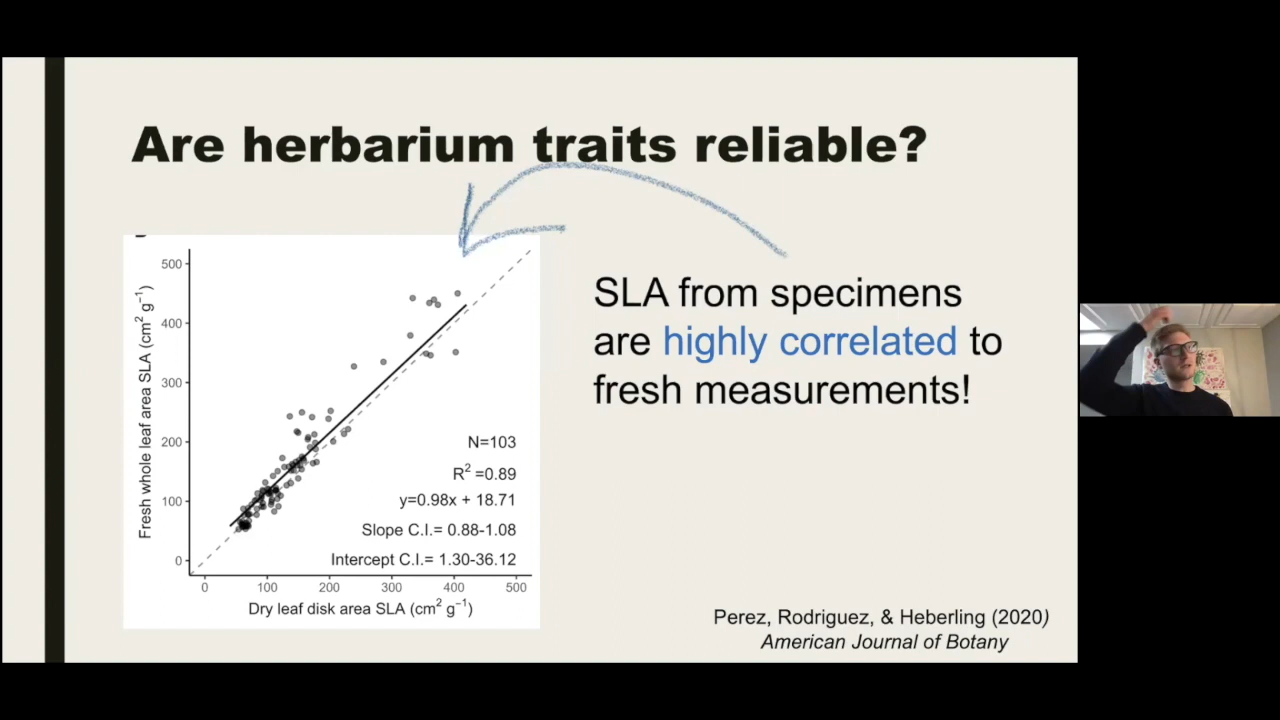 Are herbarium traits reliable?
SLA from specimens
are highly correlated to
fresh measurements!
Fresh whole leaf area SLA (cm² g⁻¹)
500
400
300
200
100
0
N=103
R² =0.89
y=0.98x + 18.71
Slope C.I.= 0.88-1.08
Intercept C.I.= 1.30-36.12
0 100 200 300 400 500
Dry leaf disk area SLA (cm² g⁻¹)
Perez, Rodriguez, & Heberling (2020)
American Journal of Botany